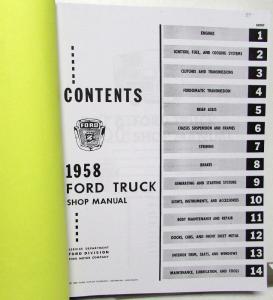 CONTENTS
FORD
1958
FORD TRUCK
SHOP MANUAL
SERVICE DEPARTMENT
FORD DIVISION
FORD MOTOR COMPANY
GROUP
ENGINES 1
IGNITION, FUEL, AND COOLING SYSTEMS 2
CLUTCHES AND TRANSMISSIONS 3
FORDOMATIC TRANSMISSION 4
REAR AXLES 5
CHASSIS SUSPENSION AND FRAMES 6
STEERING 7
BRAKES 8
GENERATING AND STARTING SYSTEMS 9
LIGHTS, INSTRUMENTS, AND ACCESSORIES 10
BODY MAINTENANCE AND REPAIR 11
DOORS, CABS, AND FRONT SHEET METAL 12
INTERIOR TRIM, SEATS, AND WINDOWS 13
MAINTENANCE, LUBRICATION, AND TOOLS 14